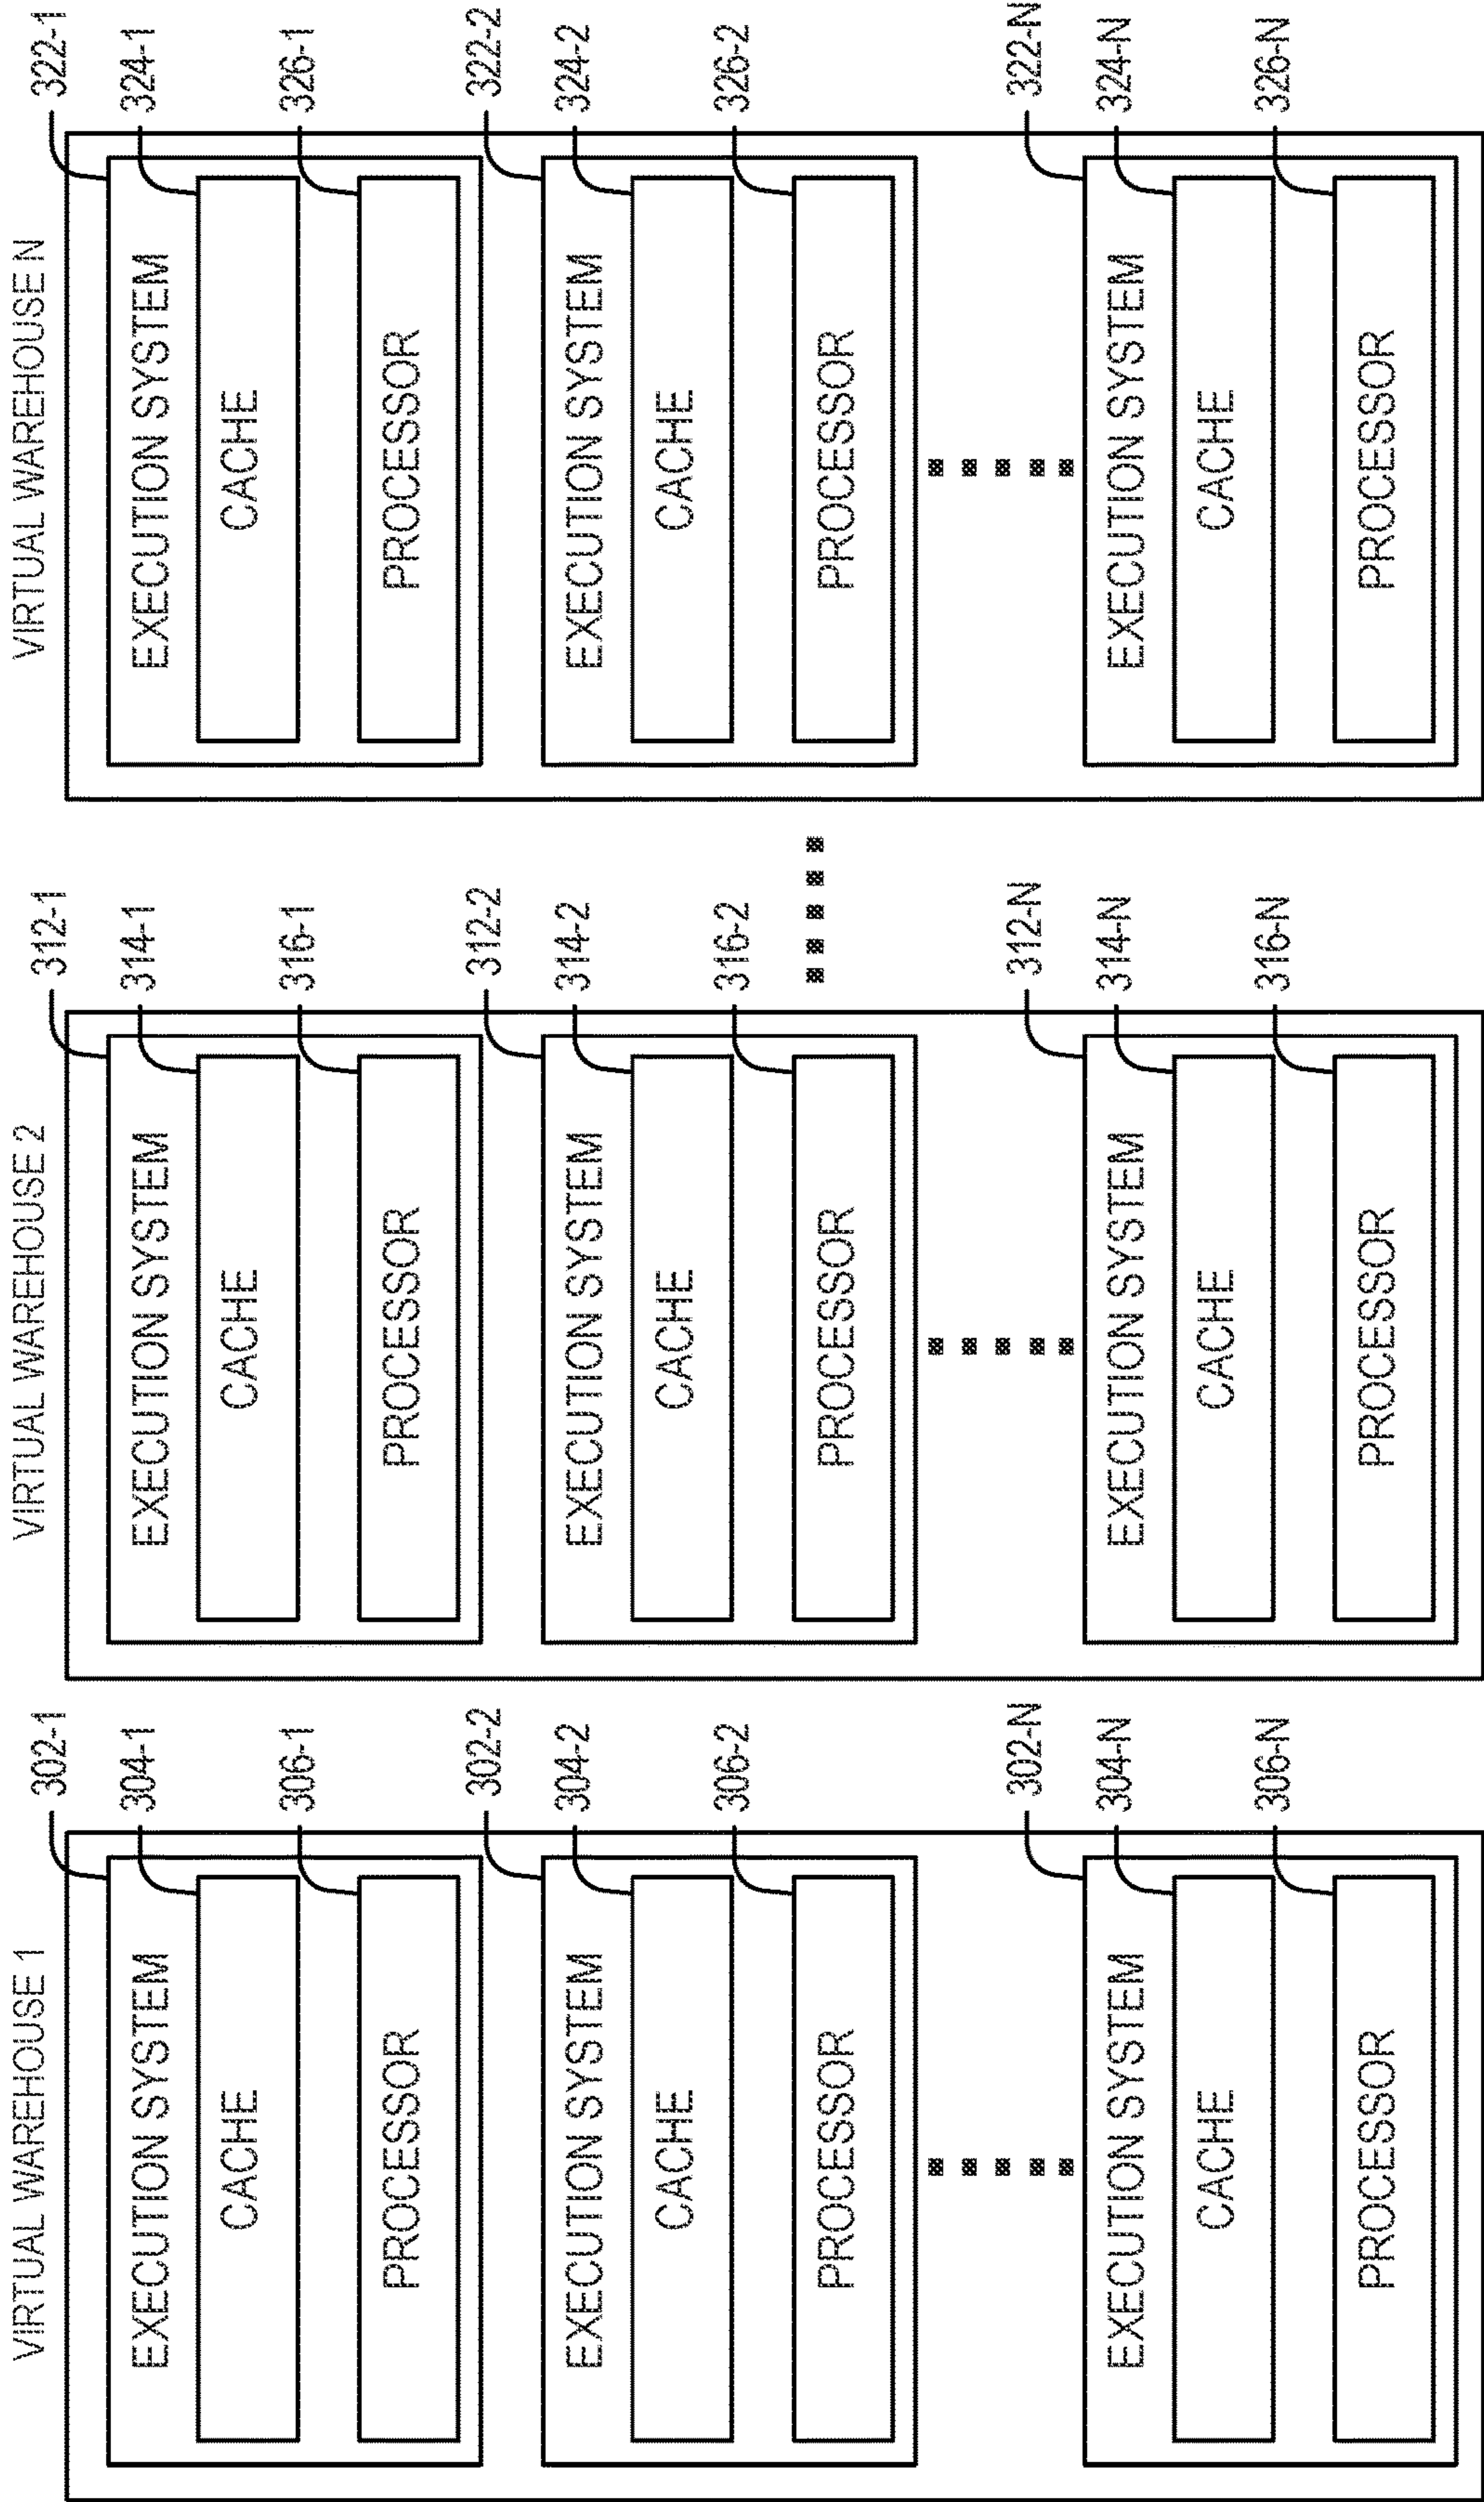 VIRTUAL WAREHOUSE 1
302-1
EXECUTION SYSTEM
304-1
CACHE
306-1
PROCESSOR
302-2
EXECUTION SYSTEM
304-2
CACHE
306-2
PROCESSOR
302-N
EXECUTION SYSTEM
304-N
CACHE
306-N
PROCESSOR
VIRTUAL WAREHOUSE 2
312-1
EXECUTION SYSTEM
314-1
CACHE
316-1
PROCESSOR
312-2
EXECUTION SYSTEM
314-2
CACHE
316-2
PROCESSOR
312-N
EXECUTION SYSTEM
314-N
CACHE
316-N
PROCESSOR
VIRTUAL WAREHOUSE N
322-1
EXECUTION SYSTEM
324-1
CACHE
326-1
PROCESSOR
322-2
EXECUTION SYSTEM
324-2
CACHE
326-2
PROCESSOR
322-N
EXECUTION SYSTEM
324-N
CACHE
326-N
PROCESSOR